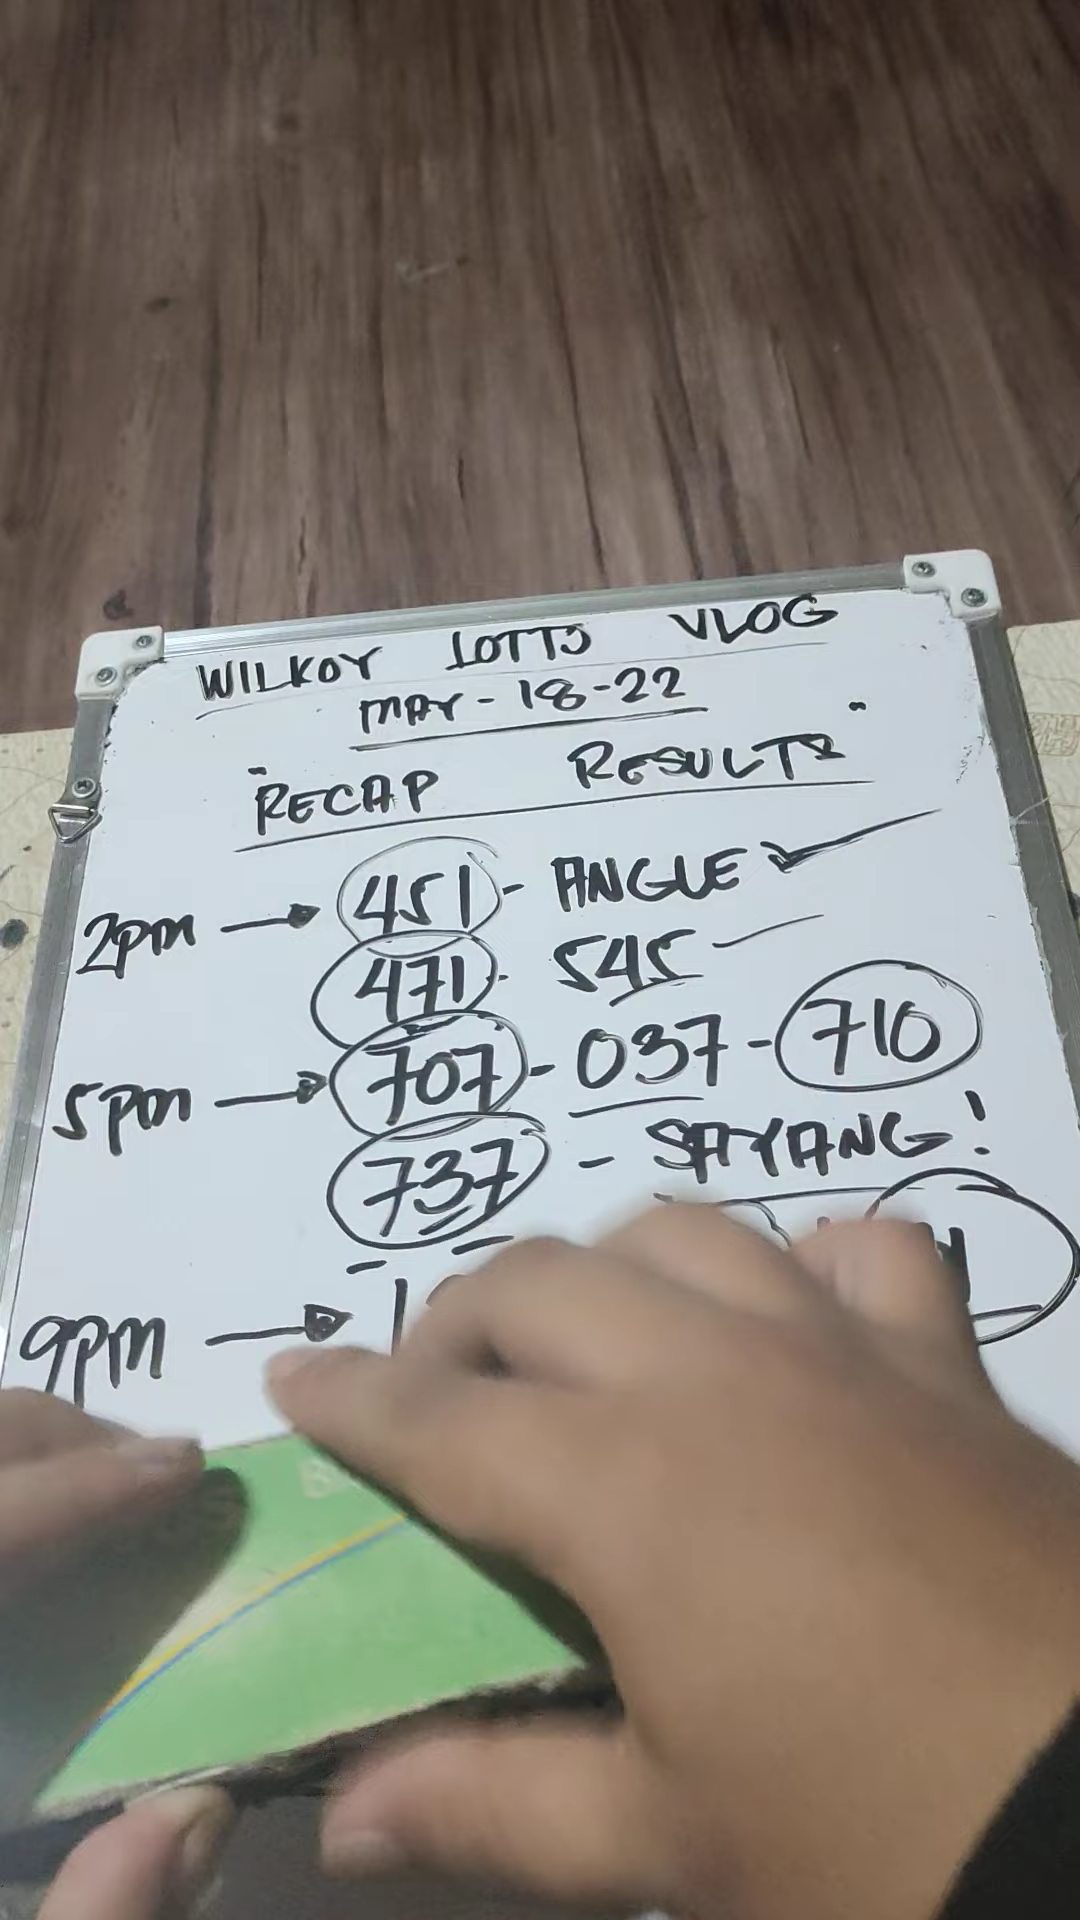 WILKOY LOTTO VLOG
MAY-18-22
"RECAP RESULTS"
2pm → 451 - ANGLE ✓
471 - 545
5pm → 707 - 037 - 710
737 - SAYANG!
9pm →